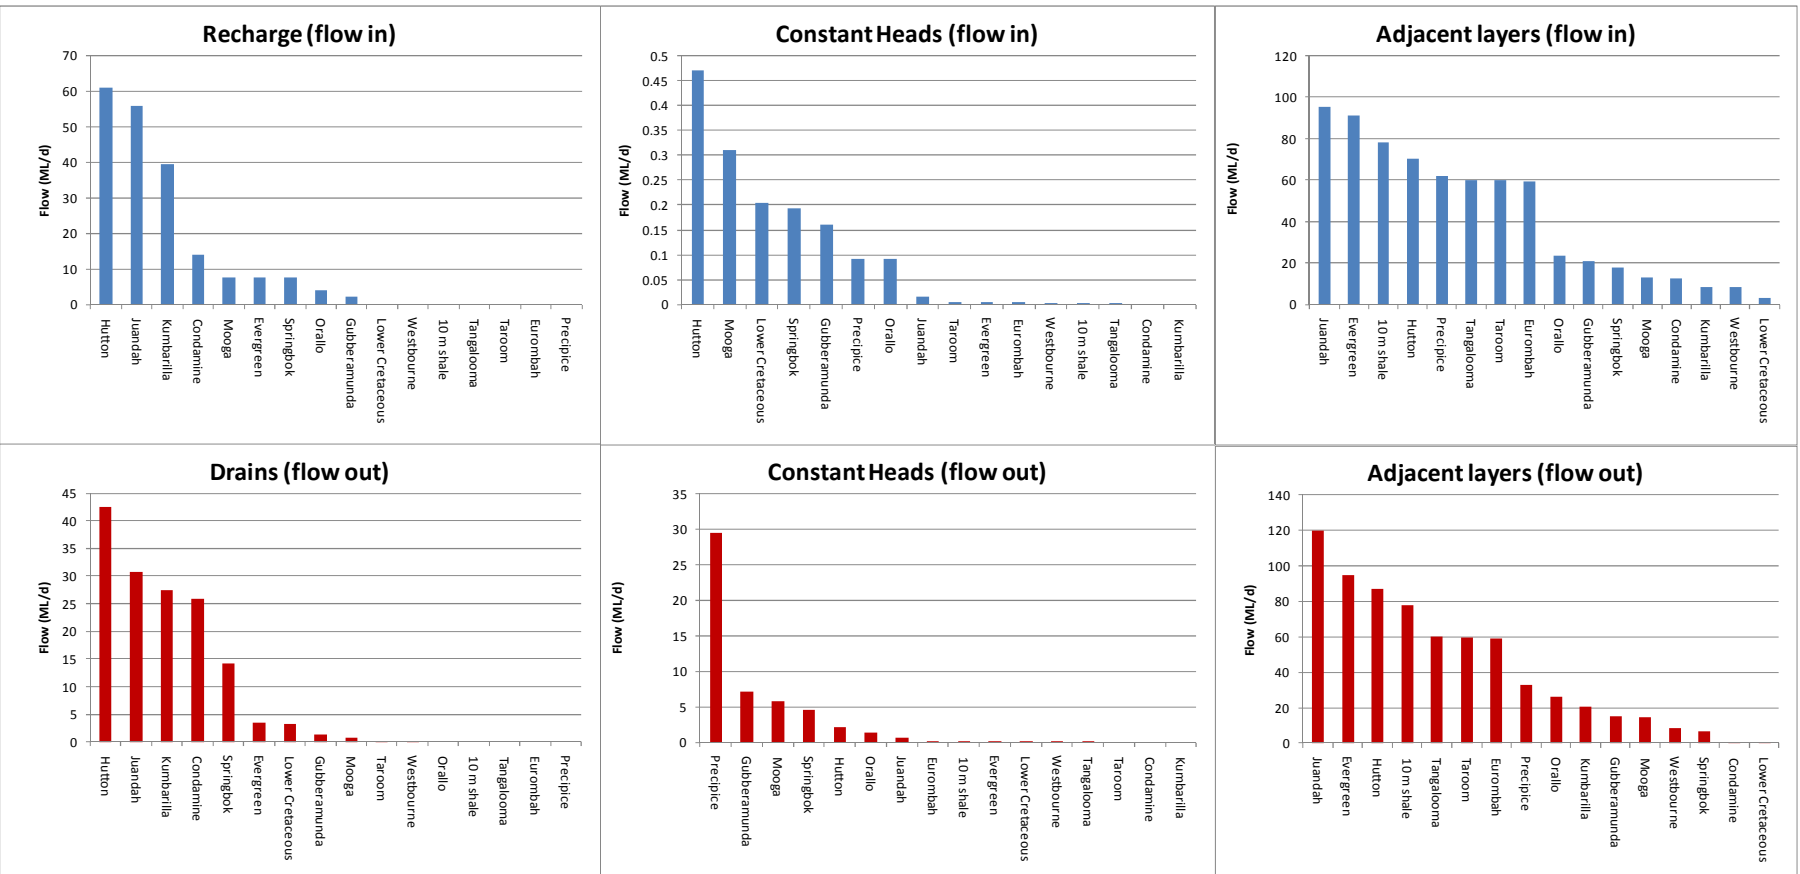 Recharge (flow in)
Flow (ML/d)
70
60
50
40
30
20
10
0
Hutton
Juandah
Kumbarilla
Condamine
Mooga
Evergreen
Springbok
Orallo
Gubberamunda
Lower Cretaceous
Westbourne
10 m shale
Tangalooma
Taroom
Eurombah
Precipice
Constant Heads (flow in)
Flow (ML/d)
0.5
0.45
0.4
0.35
0.3
0.25
0.2
0.15
0.1
0.05
0
Hutton
Mooga
Lower Cretaceous
Springbok
Gubberamunda
Precipice
Orallo
Juandah
Taroom
Evergreen
Eurombah
Westbourne
10 m shale
Tangalooma
Condamine
Kumbarilla
Adjacent layers (flow in)
Flow (ML/d)
120
100
80
60
40
20
0
Juandah
Evergreen
10 m shale
Hutton
Precipice
Tangalooma
Taroom
Eurombah
Orallo
Gubberamunda
Springbok
Mooga
Condamine
Kumbarilla
Westbourne
Lower Cretaceous
Drains (flow out)
Flow (ML/d)
45
40
35
30
25
20
15
10
5
0
Hutton
Juandah
Kumbarilla
Condamine
Springbok
Evergreen
Lower Cretaceous
Gubberamunda
Mooga
Taroom
Westbourne
Orallo
10 m shale
Tangalooma
Eurombah
Precipice
Constant Heads (flow out)
Flow (ML/d)
35
30
25
20
15
10
5
0
Precipice
Gubberamunda
Mooga
Springbok
Hutton
Orallo
Juandah
Eurombah
10 m shale
Evergreen
Lower Cretaceous
Westbourne
Tangalooma
Taroom
Condamine
Kumbarilla
Adjacent layers (flow out)
Flow (ML/d)
140
120
100
80
60
40
20
0
Juandah
Evergreen
Hutton
10 m shale
Tangalooma
Taroom
Eurombah
Precipice
Orallo
Kumbarilla
Gubberamunda
Mooga
Westbourne
Springbok
Condamine
Lower Cretaceous